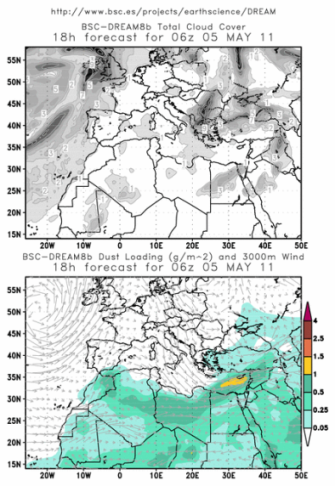 http://www.bsc.es/projects/earthscience/DREAM
BSC-DREAM8b Total Cloud Cover
18h forecast for 06z 05 MAY 11
55N
50N
45N
40N
35N
30N
25N
20N
15N
20W 10W 0 10E 20E 30E 40E 50E
BSC-DREAM8b Dust Loading (g/m-2) and 3000m Wind
18h forecast for 06z 05 MAY 11
55N
50N
45N
40N
35N
30N
25N
20N
15N
20W 10W 0 10E 20E 30E 40E 50E
4
2.5
1.5
1
0.5
0.25
0.05